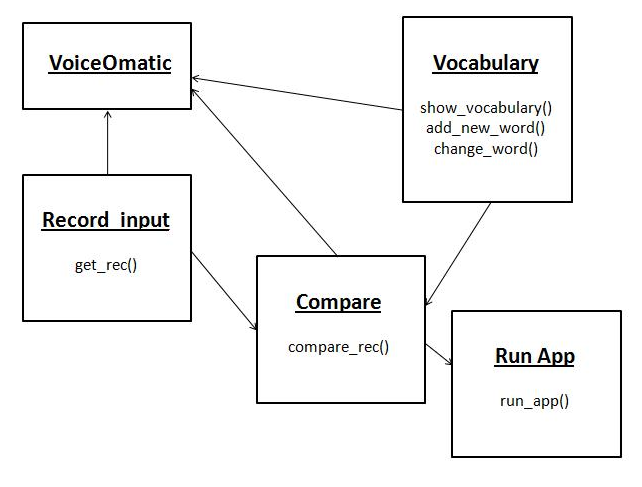 VoiceOmatic
Vocabulary
show_vocabulary()
add_new_word()
change_word()
Record_input
get_rec()
Compare
compare_rec()
Run App
run_app()